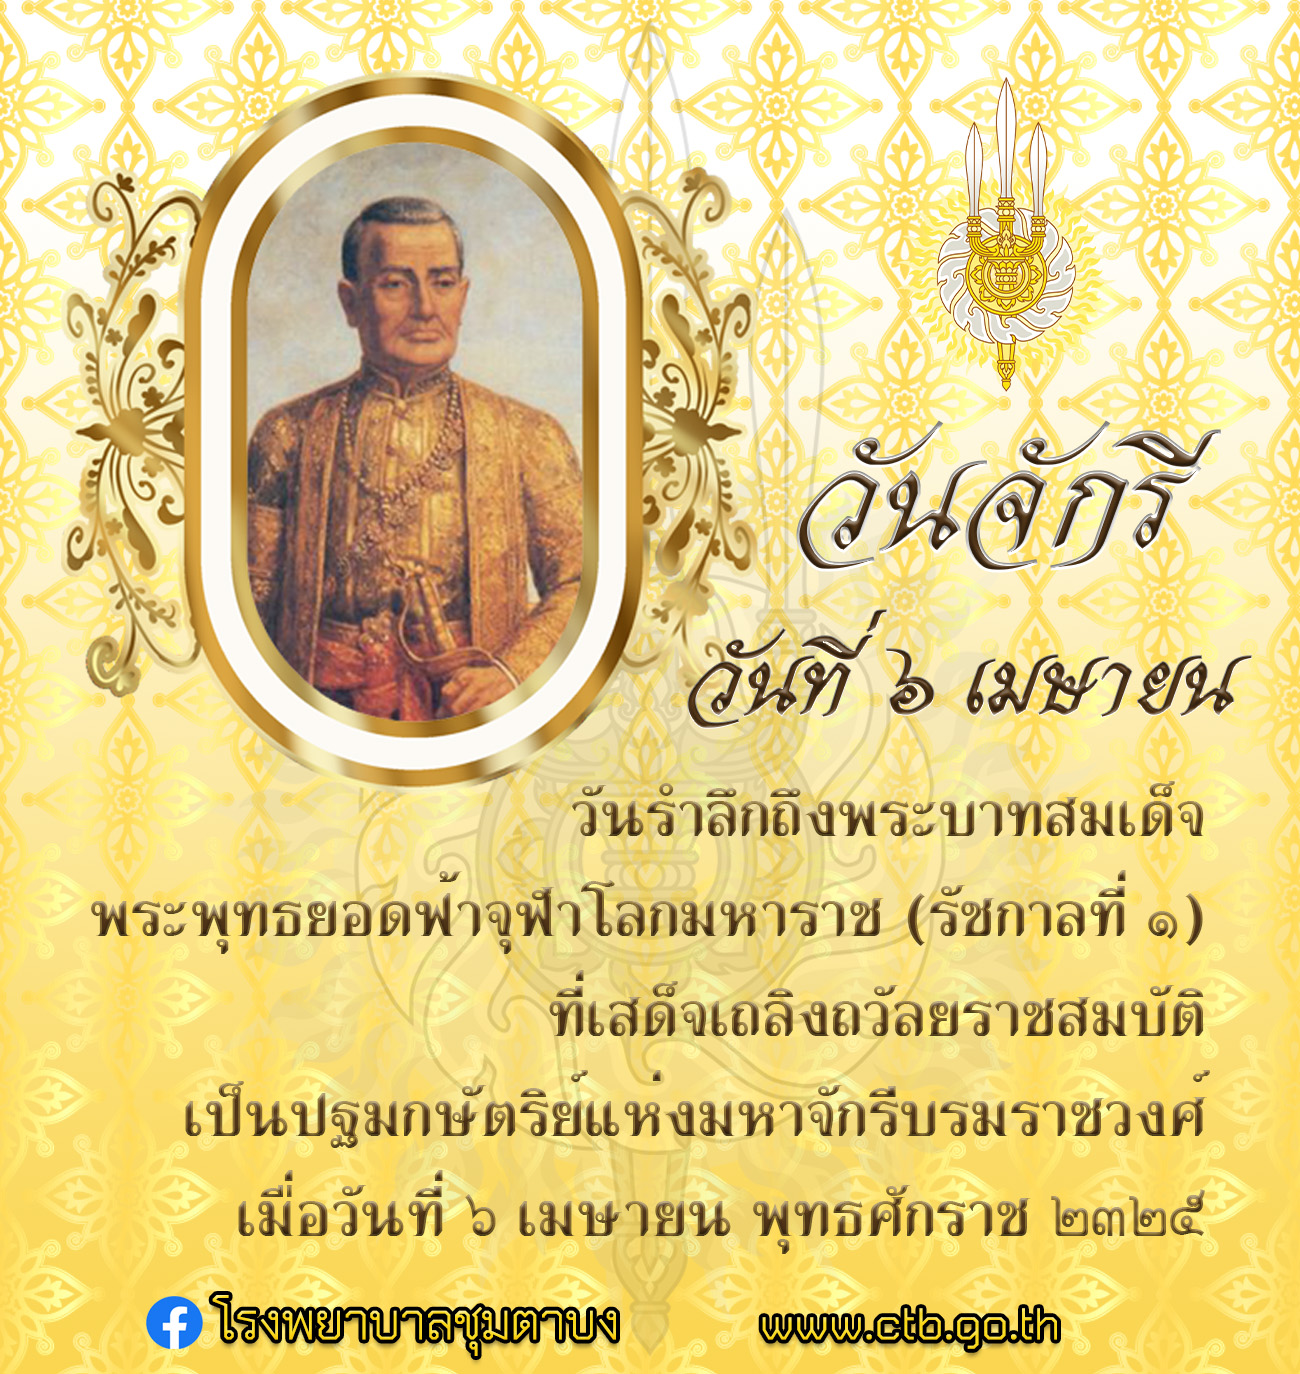 วันจักรี
วันที่ ๖ เมษายน
วันรำลึกถึงพระบาทสมเด็จ
พระพุทธยอดฟ้าจุฬาโลกมหาราช (รัชกาลที่ ๑)
ที่เสด็จเถลิงถวัลยราชสมบัติ
เป็นปฐมกษัตริย์แห่งมหาจักรีบรมราชวงศ์
เมื่อวันที่ ๖ เมษายน พุทธศักราช ๒๓๒๕
โรงพยาบาลชุมตาบง www.ctb.go.th